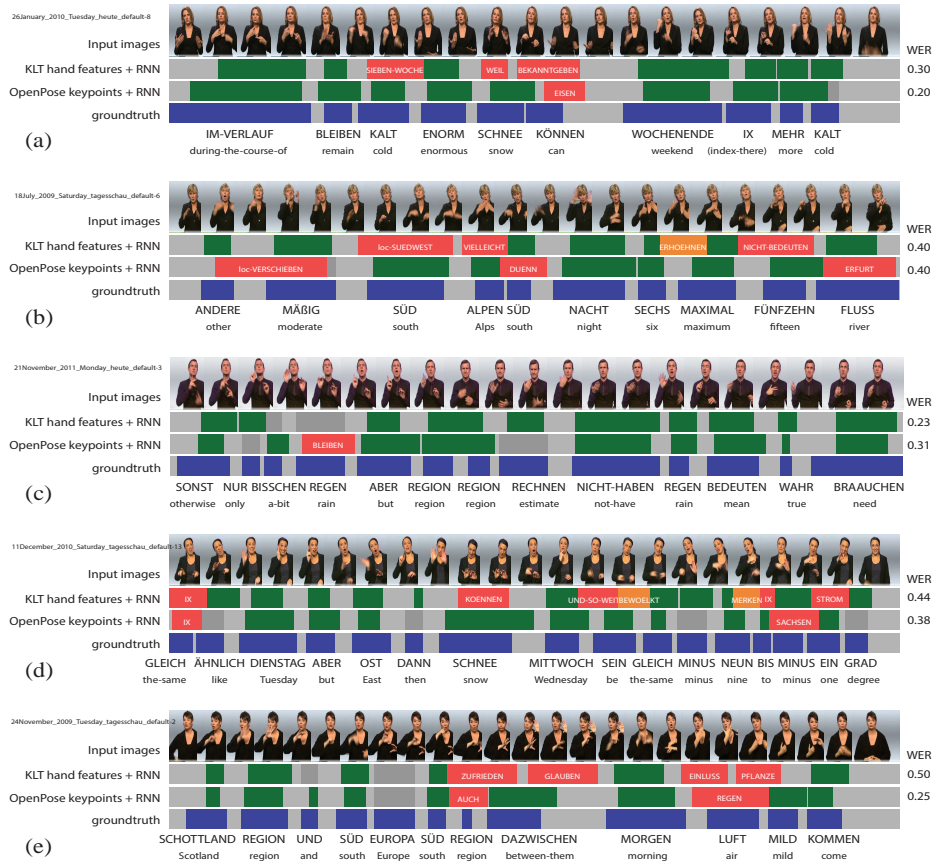 26January_2010_Tuesday_heute_default-8
Input images
WER
KLT hand features + RNN SIEBEN-WOCHE WEIL BEKANNTGEBEN 0.30
OpenPose keypoints + RNN EISEN 0.20
groundtruth
(a)
IM-VERLAUF BLEIBEN KALT ENORM SCHNEE KÖNNEN WOCHENENDE IX MEHR KALT
during-the-course-of remain cold enormous snow can weekend (index-there) more cold
18July_2009_Saturday_tagesschau_default-6
Input images
WER
KLT hand features + RNN loc-SUEDWEST VIELLEICHT ERHOEHNEN NICHT-BEDEUTEN 0.40
OpenPose keypoints + RNN loc-VERSCHIEBEN DUENN ERFURT 0.40
groundtruth
(b)
ANDERE MÄßIG SÜD ALPEN SÜD NACHT SECHS MAXIMAL FÜNFZEHN FLUSS
other moderate south Alps south night six maximum fifteen river
21November_2011_Monday_heute_default-3
Input images
WER
KLT hand features + RNN 0.23
OpenPose keypoints + RNN BLEIBEN 0.31
groundtruth
(c)
SONST NUR BISSCHEN REGEN ABER REGION REGION RECHNEN NICHT-HABEN REGEN BEDEUTEN WAHR BRAAUCHEN
otherwise only a-bit rain but region region estimate not-have rain mean true need
11December_2010_Saturday_tagesschau_default-13
Input images
WER
KLT hand features + RNN IX KOENNEN UND-SO-WEIT BEWOELKT MERKEN IX STROM 0.44
OpenPose keypoints + RNN IX SACHSEN 0.38
groundtruth
(d)
GLEICH ÄHNLICH DIENSTAG ABER OST DANN SCHNEE MITTWOCH SEIN GLEICH MINUS NEUN BIS MINUS EIN GRAD
the-same like Tuesday but East then snow Wednesday be the-same minus nine to minus one degree
24November_2009_Tuesday_tagesschau_default-2
Input images
WER
KLT hand features + RNN ZUFRIEDEN GLAUBEN EINLUSS PFLANZE 0.50
OpenPose keypoints + RNN AUCH REGEN 0.25
groundtruth
(e)
SCHOTTLAND REGION UND SÜD EUROPA SÜD REGION DAZWISCHEN MORGEN LUFT MILD KOMMEN
Scotland region and south Europe south region between-them morning air mild come